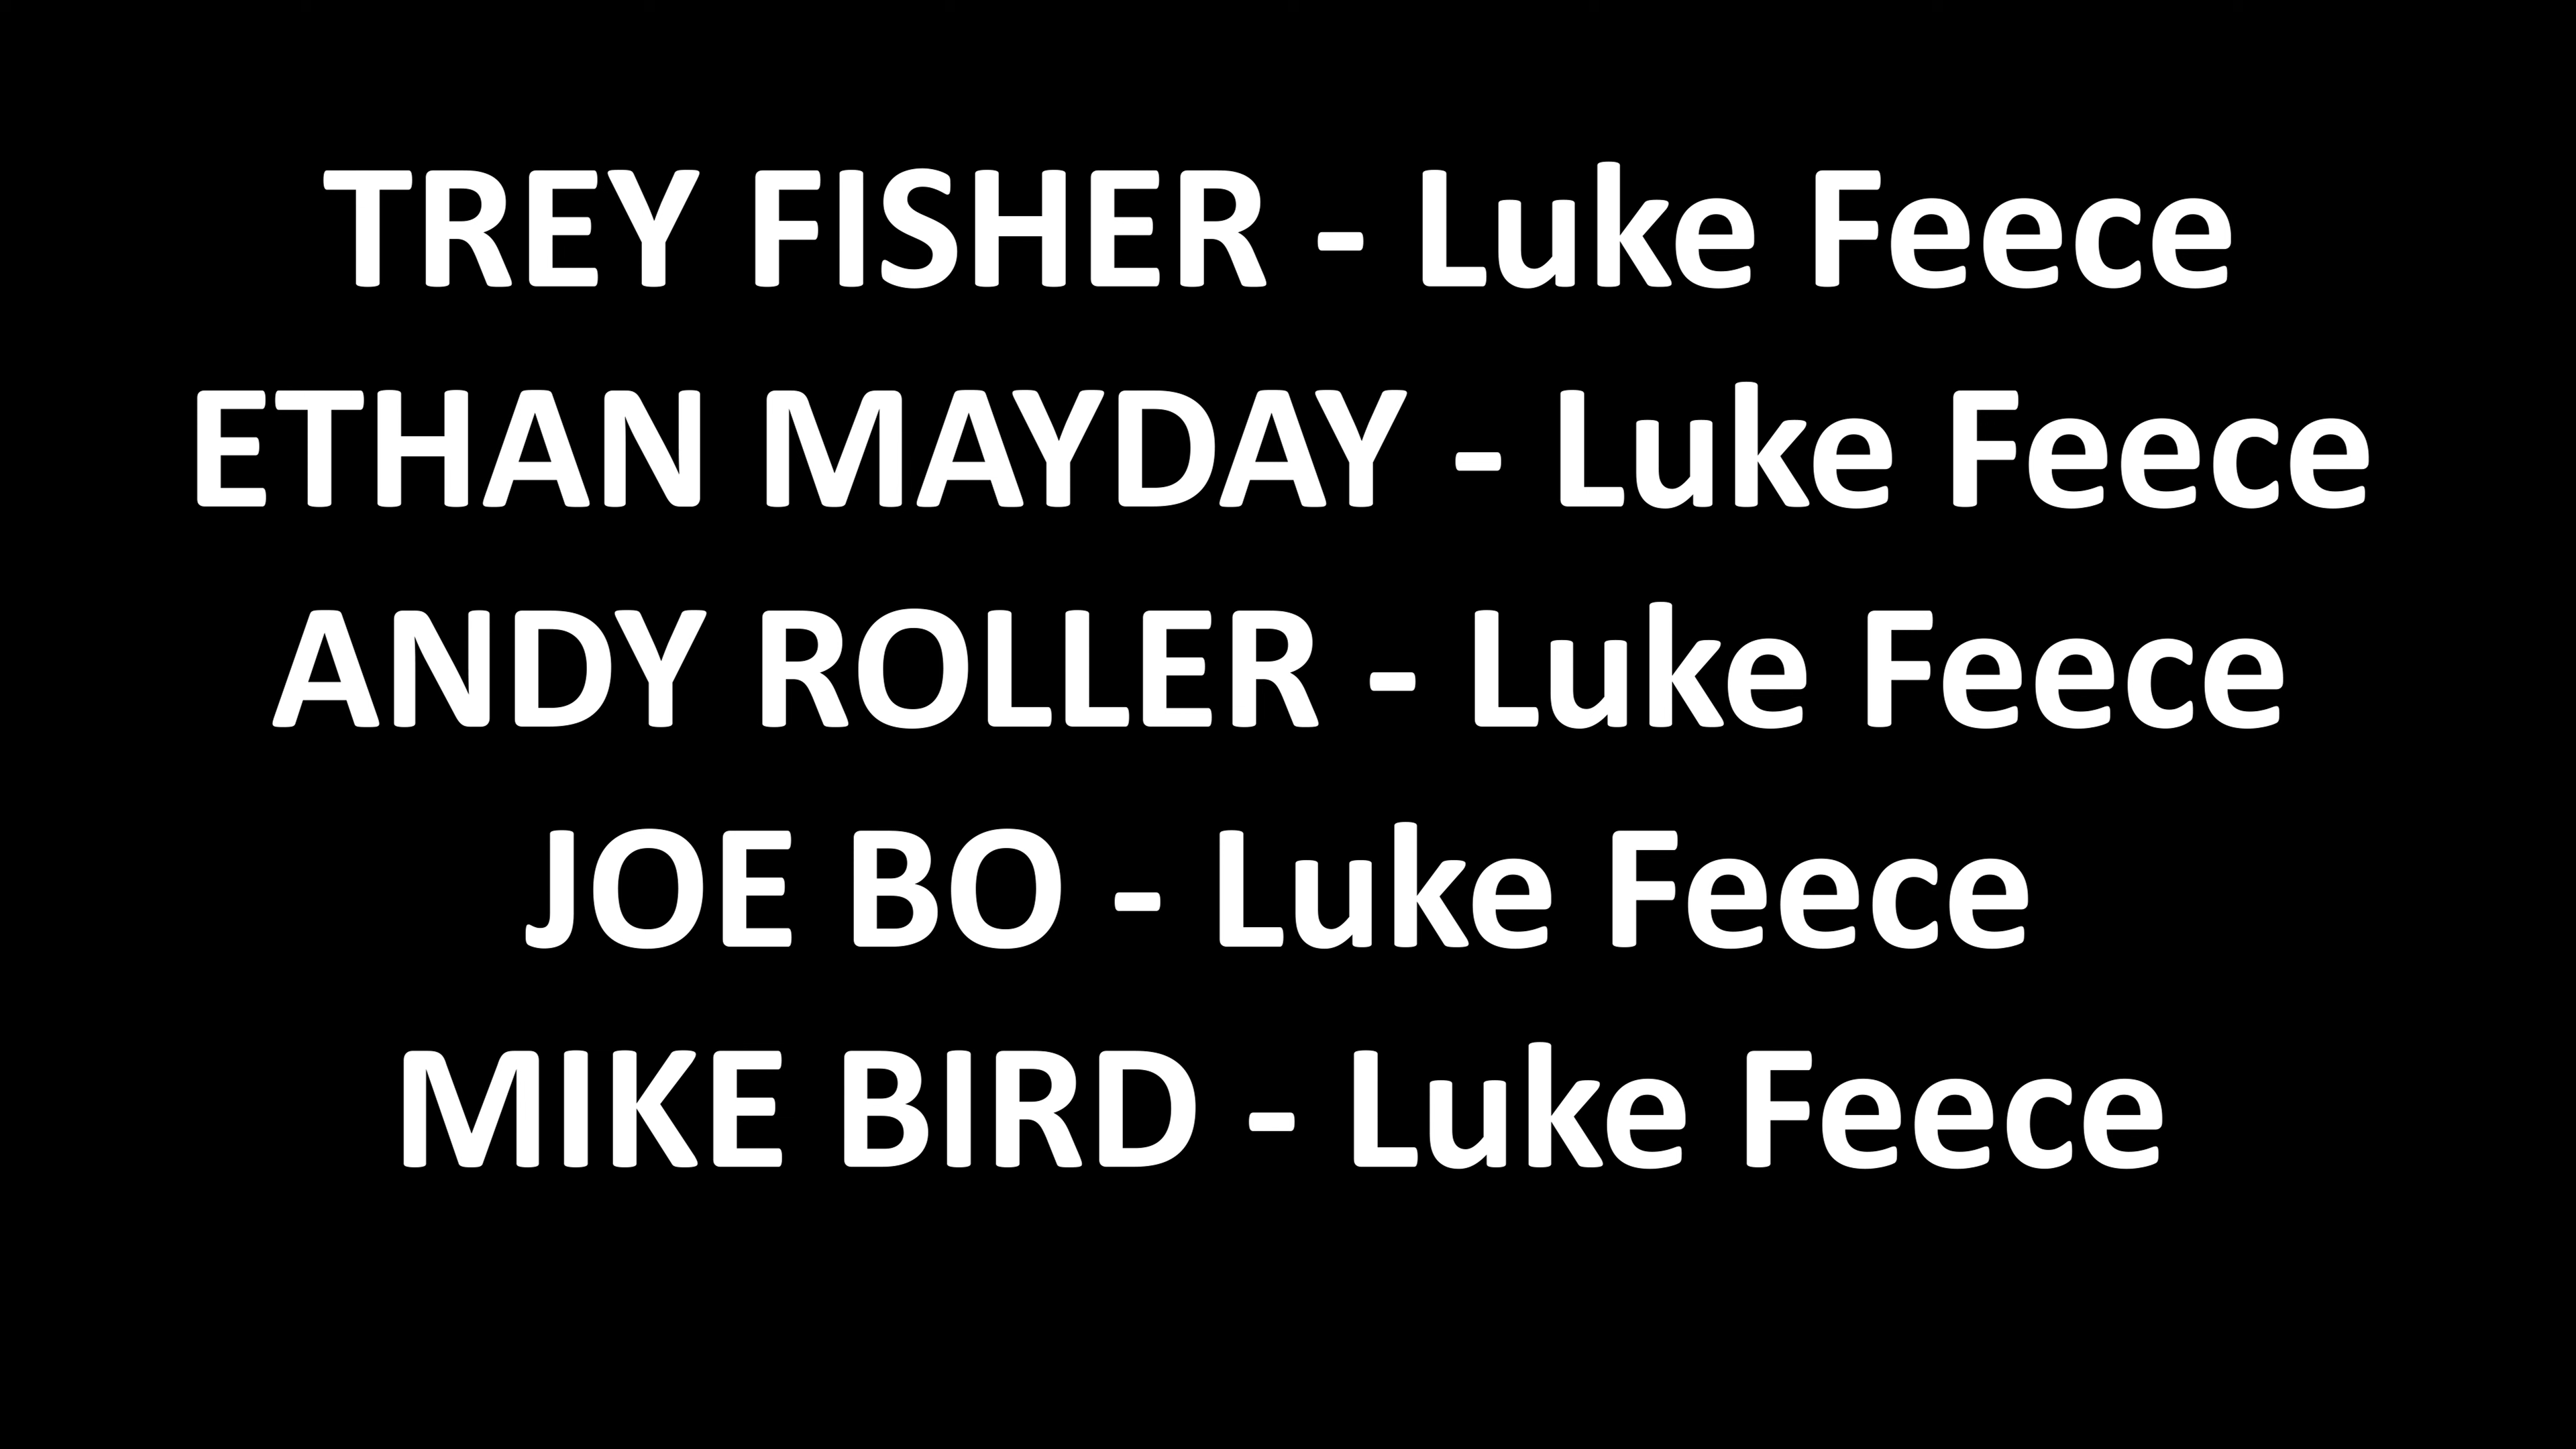 TREY FISHER - Luke Feece
ETHAN MAYDAY - Luke Feece
ANDY ROLLER - Luke Feece
JOE BO - Luke Feece
MIKE BIRD - Luke Feece